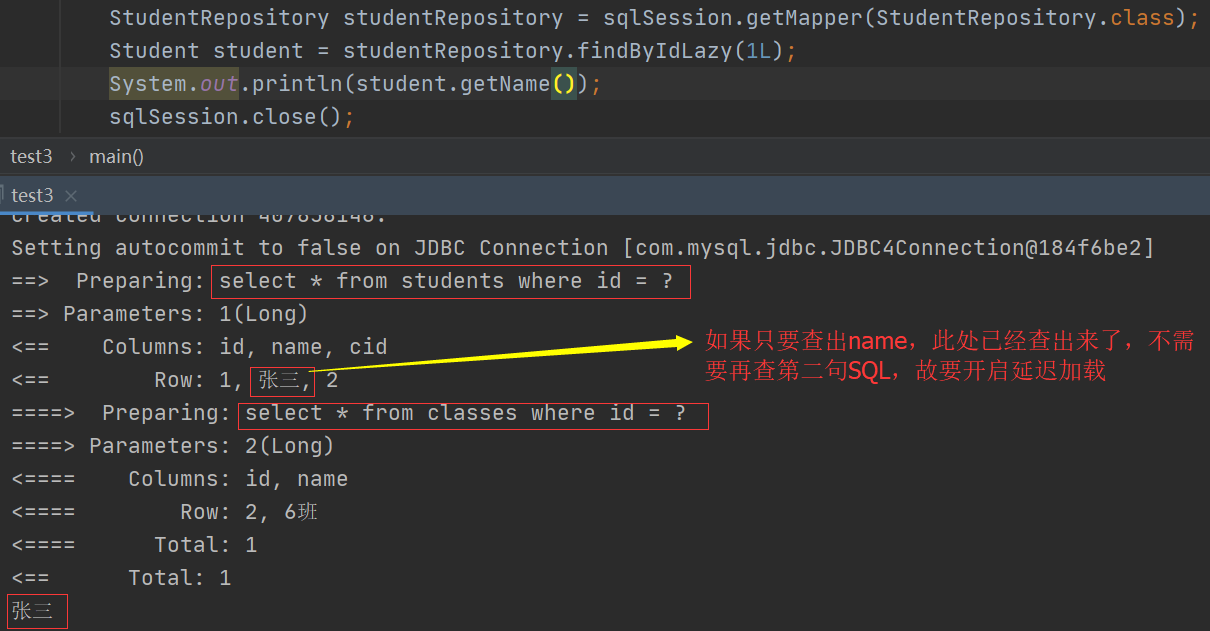 StudentRepository studentRepository = sqlSession.getMapper(StudentRepository.class);
Student student = studentRepository.findByIdLazy(1L);
System.out.println(student.getName());
sqlSession.close();
test3 › main()
test3 ×
Created connection 407858146.
Setting autocommit to false on JDBC Connection [com.mysql.jdbc.JDBC4Connection@184f6be2]
==>  Preparing: select * from students where id = ?
==> Parameters: 1(Long)
<==    Columns: id, name, cid
<==        Row: 1, 张三, 2
====>  Preparing: select * from classes where id = ?
====> Parameters: 2(Long)
<====    Columns: id, name
<====        Row: 2, 6班
<====      Total: 1
<==      Total: 1
张三
如果只要查出name，此处已经查出来了，不需
要再查第二句SQL，故要开启延迟加载